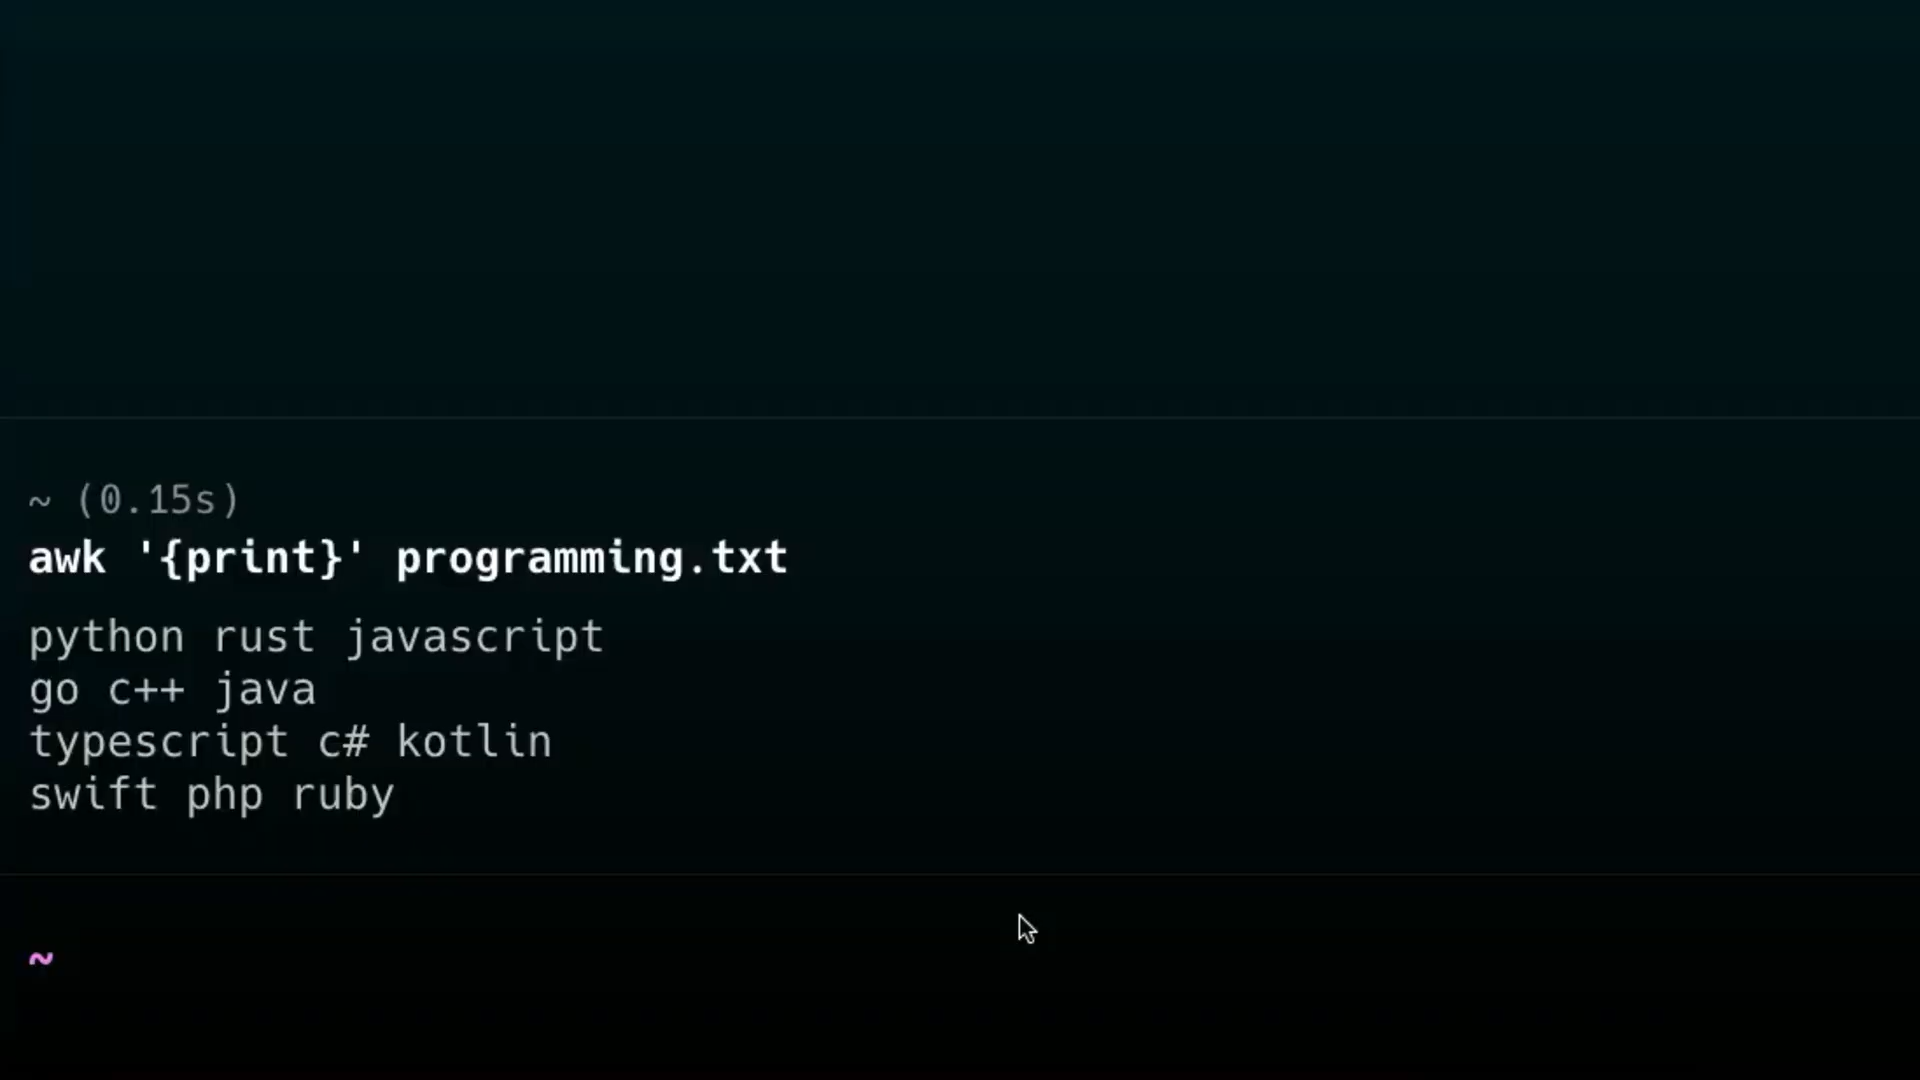 ~ (0.15s)
awk '{print}' programming.txt
python rust javascript
go c++ java
typescript c# kotlin
swift php ruby
~